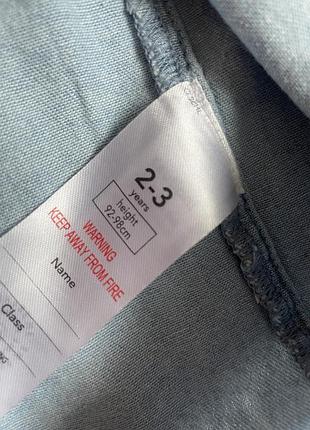 2-3
years
height
92-98cm
WARNING
KEEP AWAY FROM FIRE
Name
Class